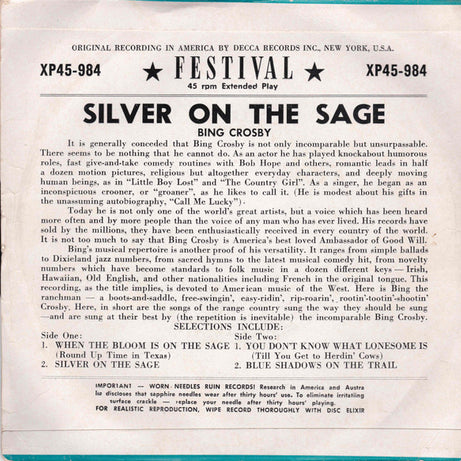 ORIGINAL RECORDING IN AMERICA BY DECCA RECORDS INC., NEW YORK, U.S.A.
XP45-984 ★ FESTIVAL ★ XP45-984
45 rpm Extended Play
SILVER ON THE SAGE
BING CROSBY
It is generally conceded that Bing Crosby is not only incomparable but unsurpassable.
There seems to be nothing that he cannot do. As an actor he has played knockabout humorous
roles, fast give-and-take comedy routines with Bob Hope and others, romantic leads in half
a dozen motion pictures, religious but altogether everyday characters, and deeply moving
human beings, as in "Little Boy Lost" and "The Country Girl". As a singer, he began as an
inconspicuous crooner, or "groaner", as he likes to call it. (He is modest about his gifts in
the unassuming autobiography, "Call Me Lucky").
Today he is not only one of the world's great artists, but a voice which has been heard
more often and by more people than the voice of any man who has ever lived. His records have
sold by the millions, they have been enthusiastically received in every country of the world.
It is not too much to say that Bing Crosby is America's best loved Ambassador of Good Will.
Bing's musical repertoire is another proof of his versatility. It ranges from simple ballads
to Dixieland jazz numbers, from sacred hymns to the latest musical comedy hit, from novelty
numbers which have become standards to folk music in a dozen different keys — Irish,
Hawaiian, Old English, and other nationalities including French in the original tongue. This
recording, as the title implies, is devoted to American music of the West. Here is Bing the
ranchman — a boots-and-saddle, free-swingin', easy-ridin', rip-roarin', rootin'-tootin'-shootin'
Crosby. Here, in short are the songs of the range country sung the way they should be sung
—and are sung at their best by (the repetition is inevitable) the incomparable Bing Crosby.
SELECTIONS INCLUDE:
Side One:
1. WHEN THE BLOOM IS ON THE SAGE
(Round Up Time in Texas)
2. SILVER ON THE SAGE
Side Two:
1. YOU DON'T KNOW WHAT LONESOME IS
(Till You Get to Herdin' Cows)
2. BLUE SHADOWS ON THE TRAIL
IMPORTANT — WORN NEEDLES RUIN RECORDS! Research in America and Austra
lia discloses that sapphire needles wear after thirty hours' use. To eliminate irritating
surface crackle — replace your needle after thirty hours' playing.
FOR REALISTIC REPRODUCTION, WIPE RECORD THOROUGHLY WITH DISC ELIXIR